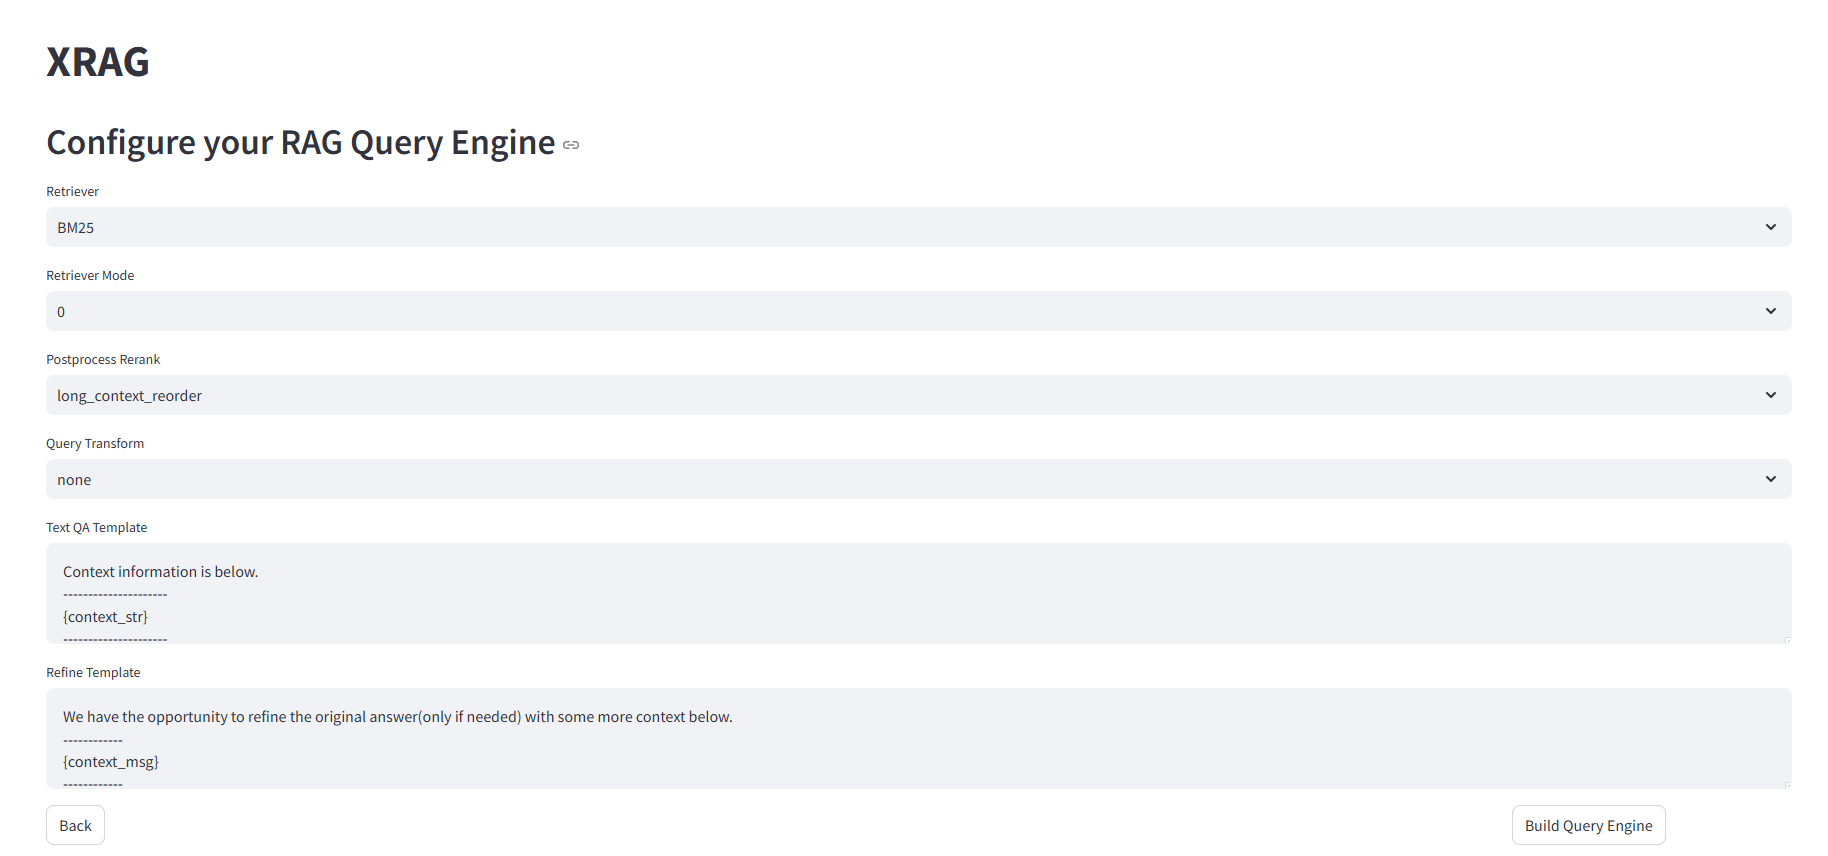 XRAG
Configure your RAG Query Engine
Retriever
BM25
Retriever Mode
0
Postprocess Rerank
long_context_reorder
Query Transform
none
Text QA Template
Context information is below.
---------------------
{context_str}
---------------------
Refine Template
We have the opportunity to refine the original answer(only if needed) with some more context below.
------------
{context_msg}
------------
Back
Build Query Engine